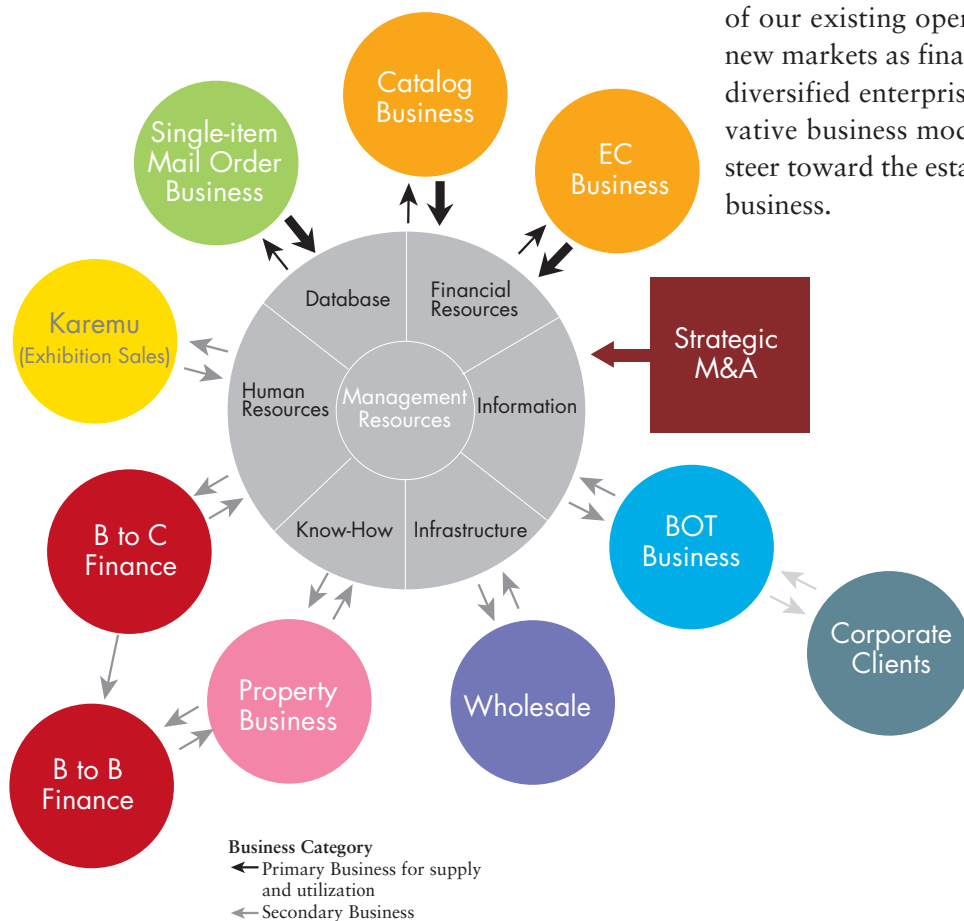 of our existing oper
new markets as fina
diversified enterpris
vative business mod
steer toward the esta
business.
Catalog
Business
Single-item
Mail Order
Business
EC
Business
Database
Financial
Resources
Karemu
(Exhibition Sales)
Strategic
M&A
Human
Resources
Management
Resources
Information
B to C
Finance
Know-How
Infrastructure
BOT
Business
Corporate
Clients
Property
Business
Wholesale
B to B
Finance
Business Category
Primary Business for supply
and utilization
Secondary Business